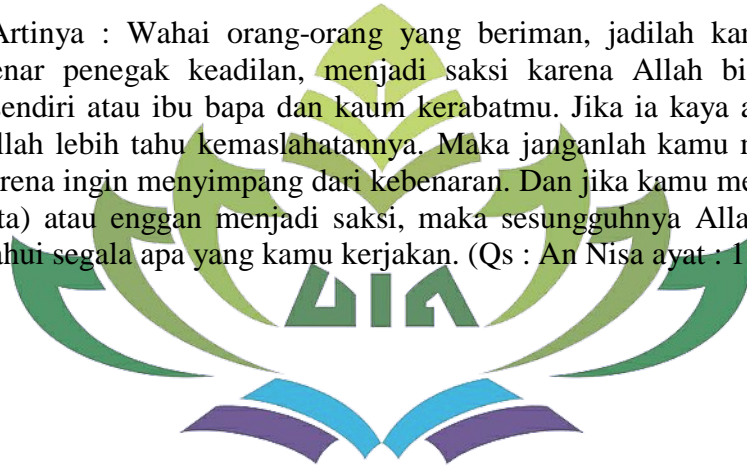 Artinya : Wahai orang-orang yang beriman, jadilah kar
enar penegak keadilan, menjadi saksi karena Allah bi
sendiri atau ibu bapa dan kaum kerabatmu. Jika ia kaya a
llah lebih tahu kemaslahatannya. Maka janganlah kamu r
arena ingin menyimpang dari kebenaran. Dan jika kamu me
ta) atau enggan menjadi saksi, maka sesungguhnya Alla
ahui segala apa yang kamu kerjakan. (Qs : An Nisa ayat : 1
UIN